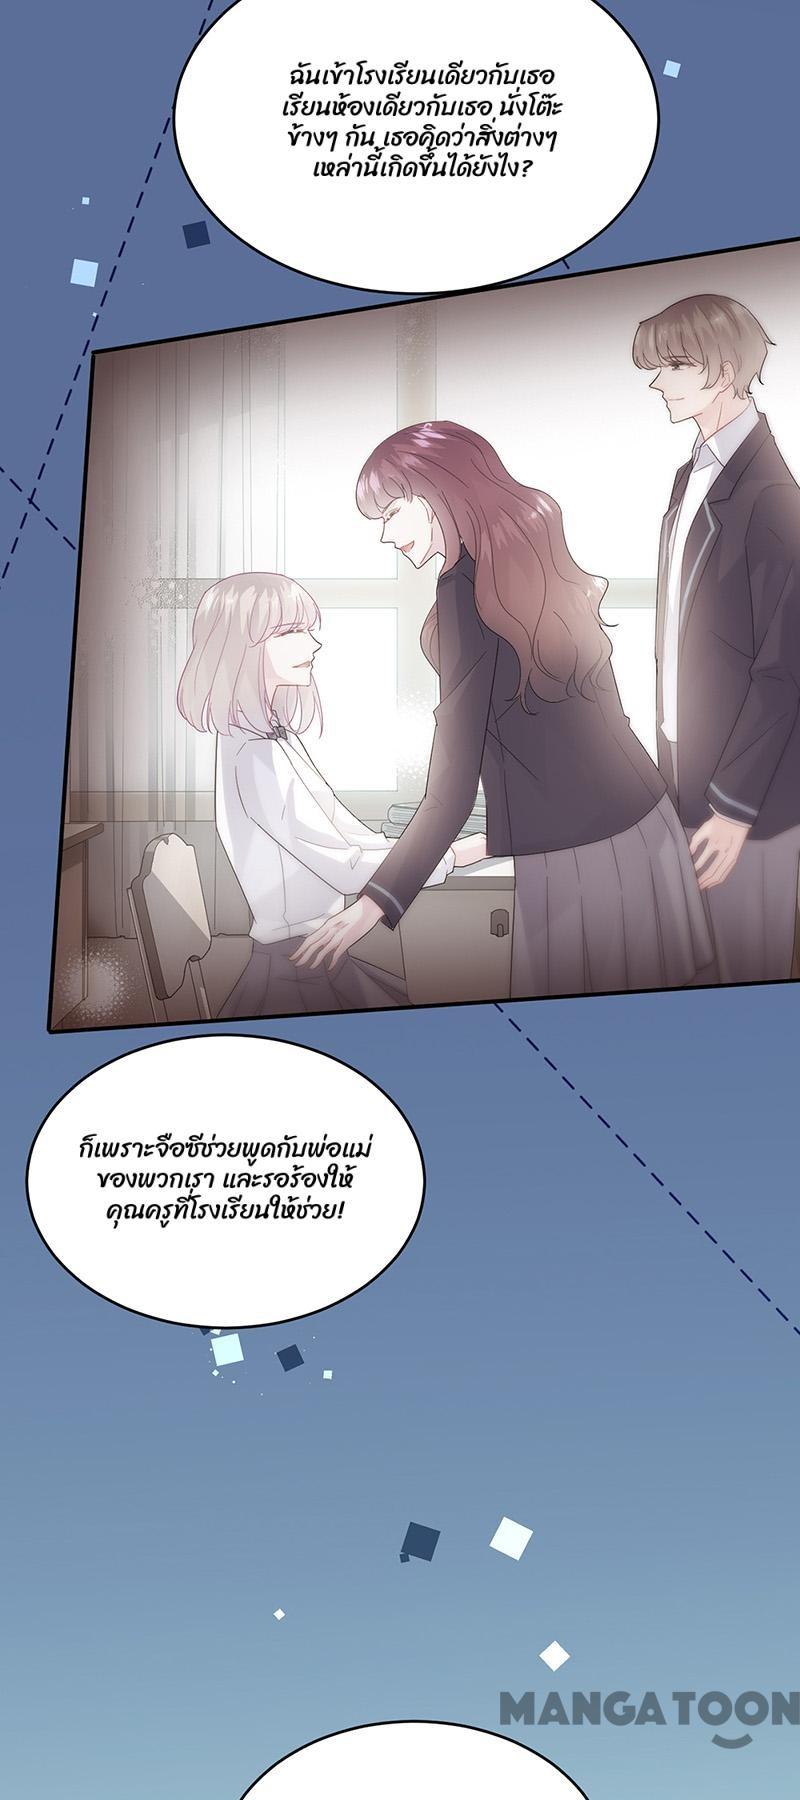 ฉันเข้าโรงเรียนเดียวกับเธอ
เรียนห้องเดียวกับเธอ นั่งโต๊ะ
ข้างๆ กัน เธอคิดว่าสิ่งต่างๆ
เหล่านี้เกิดขึ้นได้ยังไง?
ก็เพราะจือซีช่วยพูดกับพ่อแม่
ของพวกเรา และรอร้องให้
คุณครูที่โรงเรียนให้ช่วย!
MANGATOON